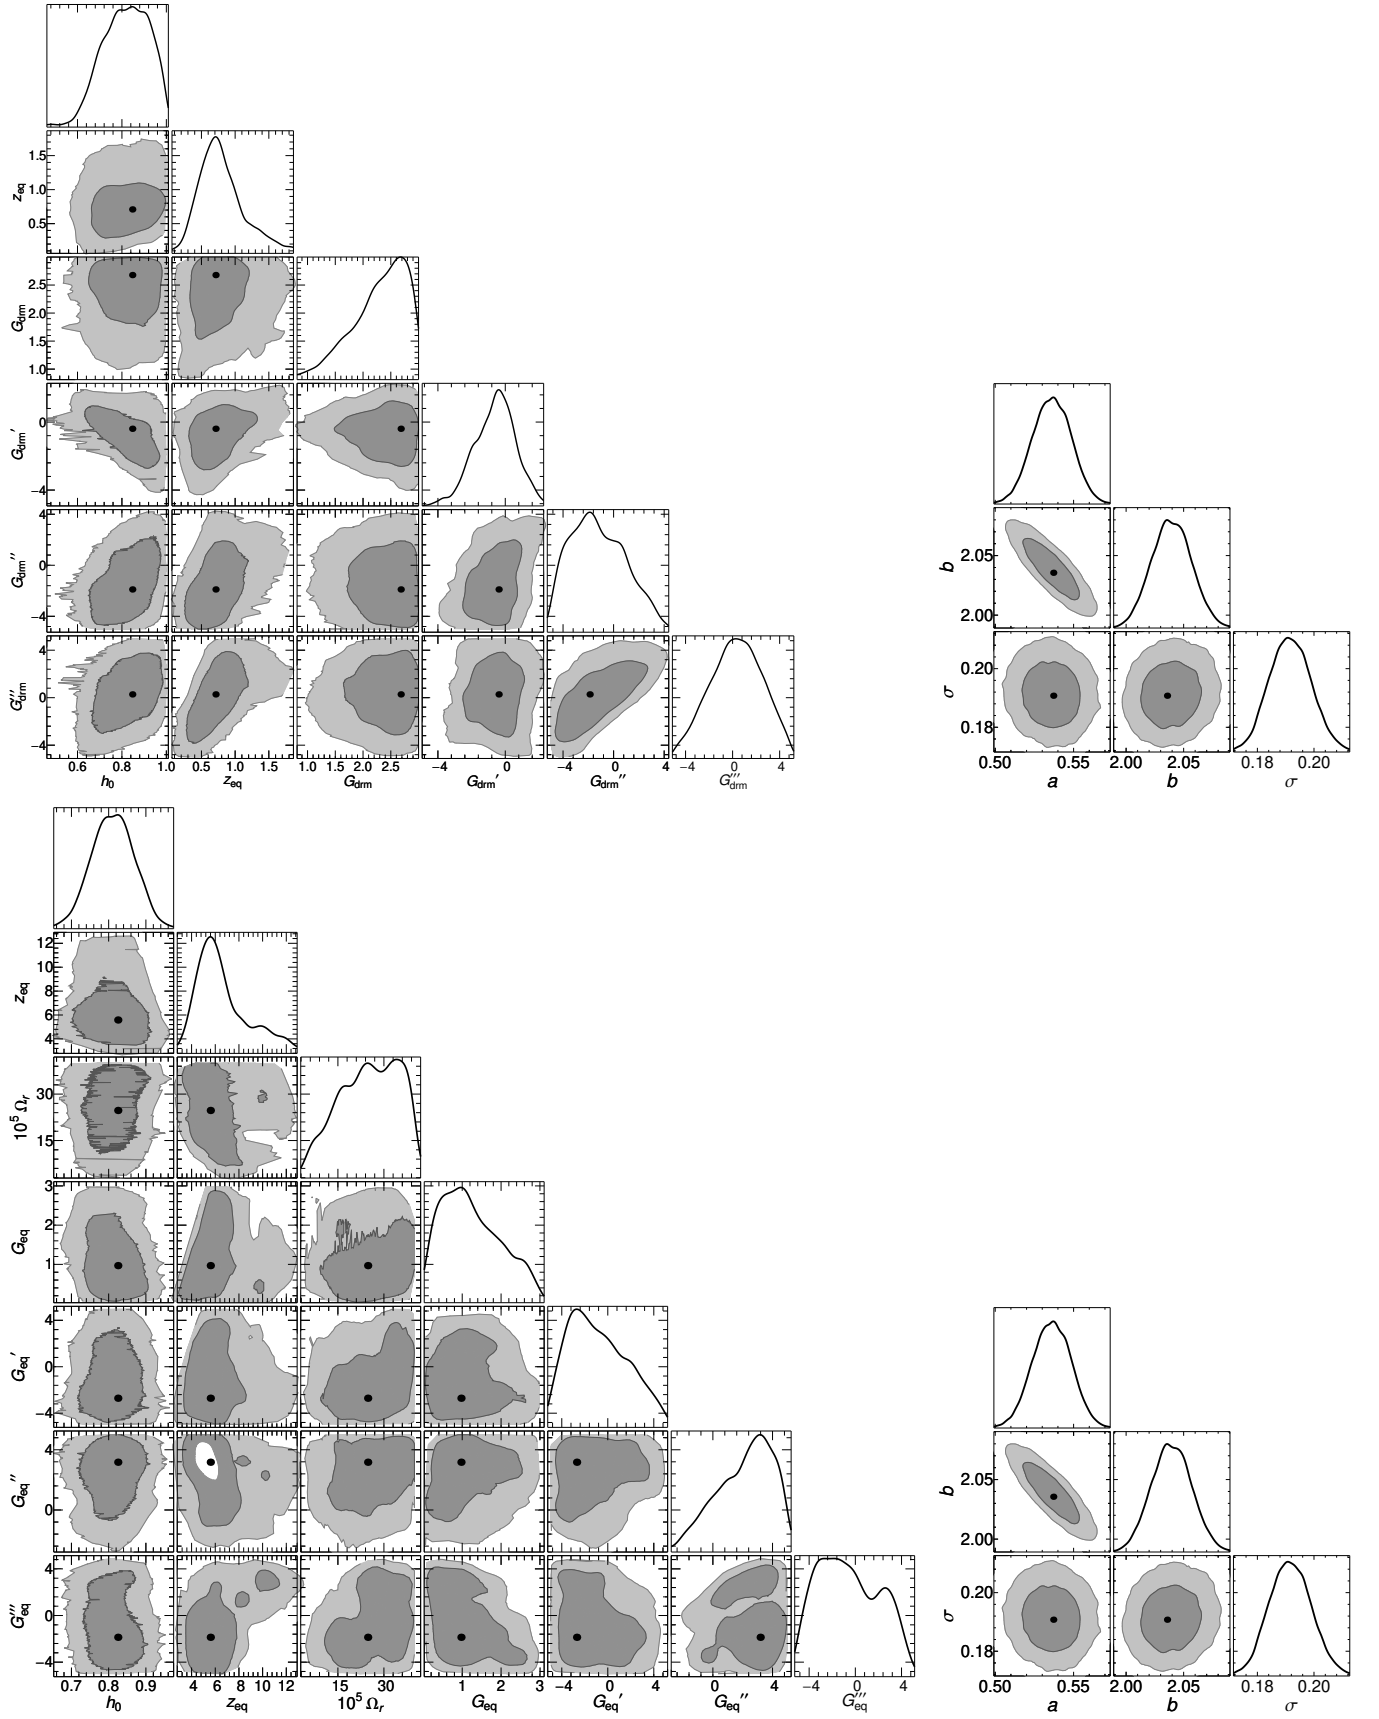 1.5
z_eq 1.0
0.5
2.5
G_drm 2.0
1.5
1.0
G_drm′ 0
−4
4
G_drm″ 0
−4
4
G‴_drm 0
−4
0.6 0.8 1.0 0.5 1.0 1.5 1.0 1.5 2.0 2.5 −4 0 −4 0 4 −4 0 4
h_0 z_eq G_drm G_drm′ G_drm″ G‴_drm
b 2.05
2.00
0.20
σ
0.18
0.50 0.55 2.00 2.05 0.18 0.20
a b σ
12
10
z_eq 8
6
4
10^5 Ω_r 30
15
3
G_eq 2
1
4
G_eq′ 0
−4
G_eq″ 4
0
4
G‴_eq 0
−4
0.7 0.8 0.9 4 6 8 10 12 15 30 1 2 3 −4 0 4 0 4 −4 0 4
h_0 z_eq 10^5 Ω_r G_eq G_eq′ G_eq″ G‴_eq
b 2.05
2.00
0.20
σ
0.18
0.50 0.55 2.00 2.05 0.18 0.20
a b σ